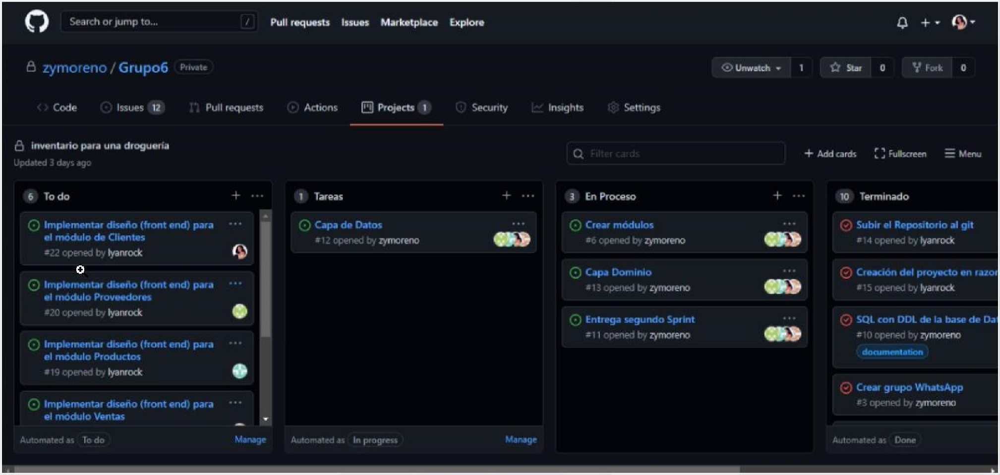 Search or jump to... /
Pull requests Issues Marketplace Explore
zymoreno / Grupo6 Private
Unwatch 1 Star 0 Fork 0
Code Issues 12 Pull requests Actions Projects 1 Security Insights Settings
inventario para una droguería
Updated 3 days ago
Filter cards
Add cards Fullscreen Menu
6 To do
Implementar diseño (front end) para
el módulo de Clientes
#22 opened by lyanrock
Implementar diseño (front end) para
el módulo Proveedores
#20 opened by lyanrock
Implementar diseño (front end) para
el módulo Productos
#19 opened by lyanrock
Implementar diseño (front end) para
el módulo Ventas
Automated as To do Manage
1 Tareas
Capa de Datos
#12 opened by zymoreno
Automated as In progress Manage
3 En Proceso
Crear módulos
#6 opened by zymoreno
Capa Dominio
#13 opened by zymoreno
Entrega segundo Sprint
#11 opened by zymoreno
10 Terminado
Subir el Repositorio al git
#14 opened by lyanrock
Creación del proyecto en razor
#15 opened by lyanrock
SQL con DDL de la base de Dat
#10 opened by zymoreno
documentation
Crear grupo WhatsApp
#3 opened by zymoreno
Automated as Done